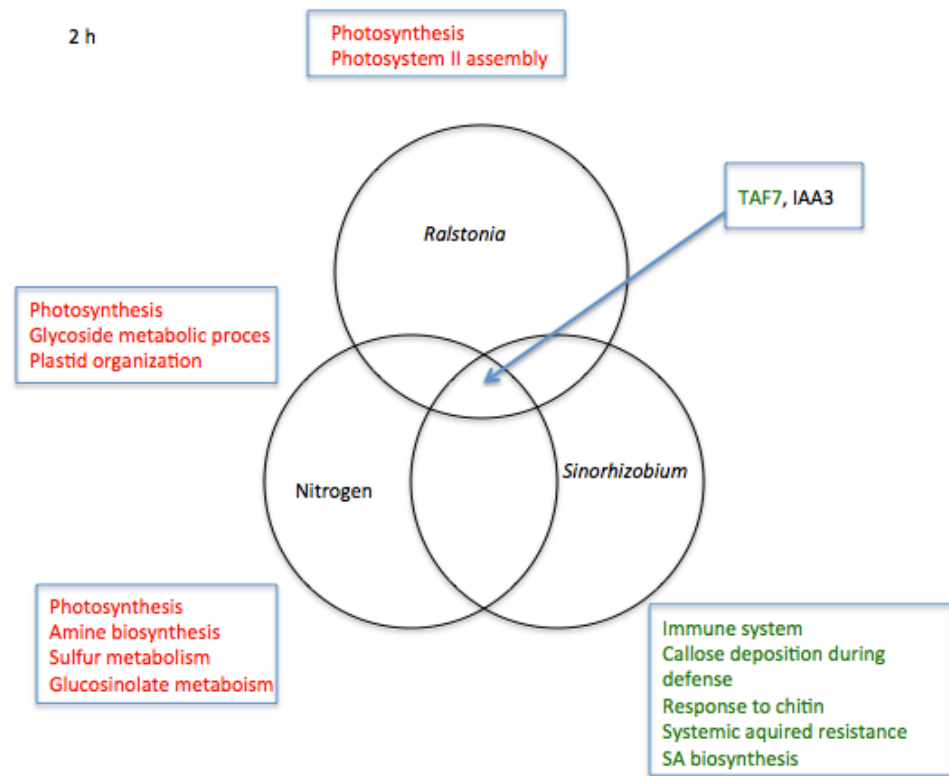 2 h
Photosynthesis
Photosystem II assembly
TAF7, IAA3
Ralstonia
Photosynthesis
Glycoside metabolic proces
Plastid organization
Nitrogen
Sinorhizobium
Photosynthesis
Amine biosynthesis
Sulfur metabolism
Glucosinolate metaboism
Immune system
Callose deposition during
defense
Response to chitin
Systemic aquired resistance
SA biosynthesis